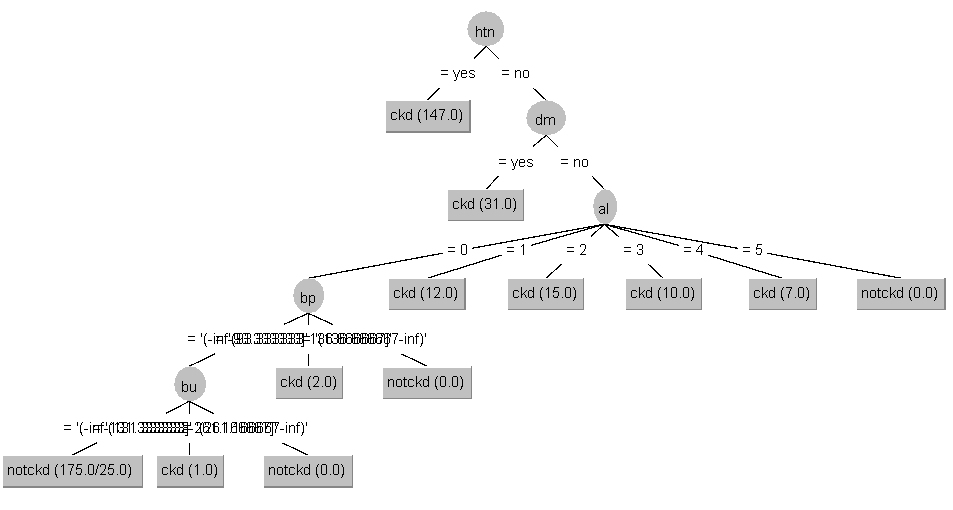 htn
= yes
= no
ckd (147.0)
dm
= yes
= no
ckd (31.0)
al
= 0
= 1
= 2
= 3
= 4
= 5
bp
ckd (12.0)
ckd (15.0)
ckd (10.0)
ckd (7.0)
notckd (0.0)
bu
ckd (2.0)
notckd (0.0)
notckd (175.0/25.0)
ckd (1.0)
notckd (0.0)